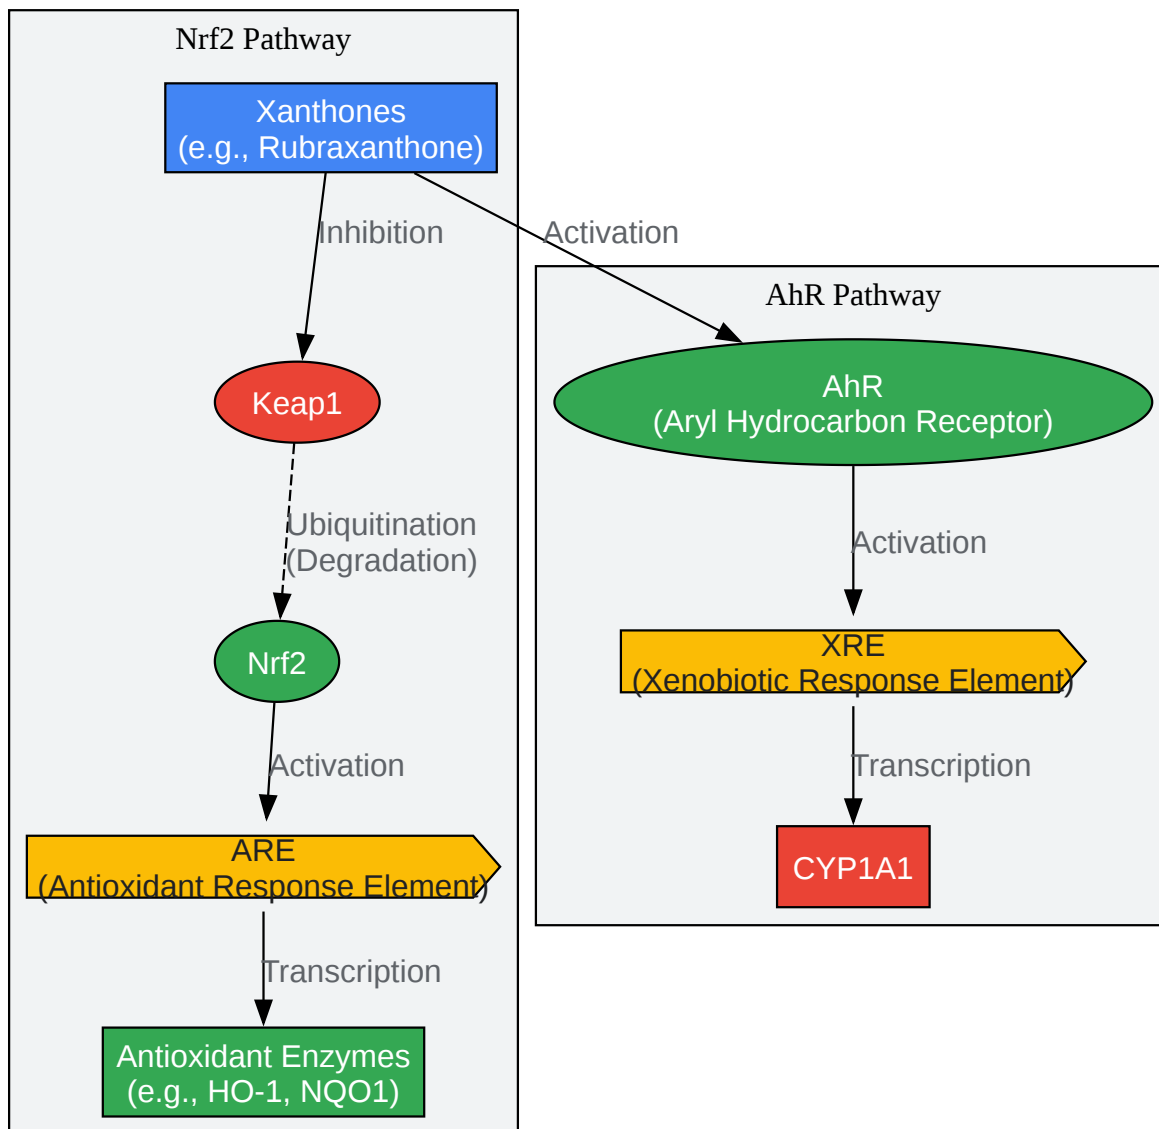 Nrf2 Pathway
Xanthones
(e.g., Rubraxanthone)
Inhibition
Activation
Keap1
Ubiquitination
(Degradation)
Nrf2
Activation
ARE
(Antioxidant Response Element)
Transcription
Antioxidant Enzymes
(e.g., HO-1, NQO1)
AhR Pathway
AhR
(Aryl Hydrocarbon Receptor)
Activation
XRE
(Xenobiotic Response Element)
Transcription
CYP1A1